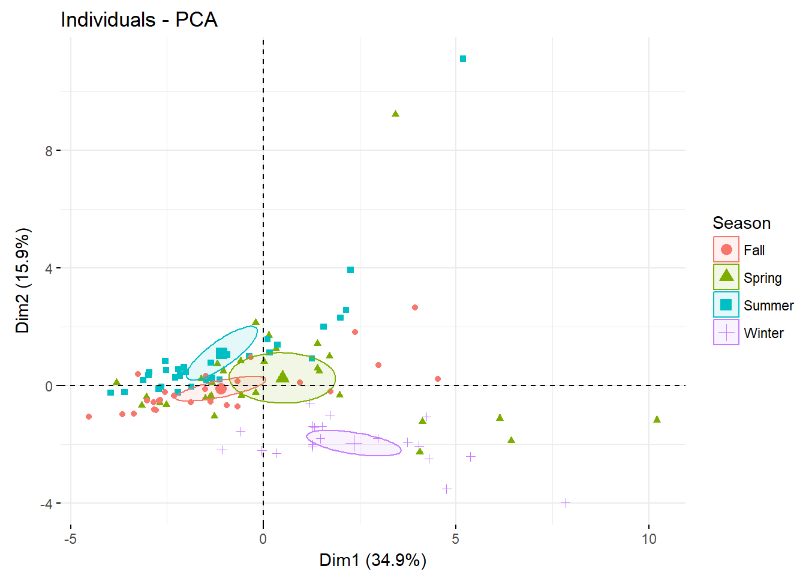 Individuals - PCA
Dim2 (15.9%)
8
4
0
-4
-5
0
5
10
Dim1 (34.9%)
Season
Fall
Spring
Summer
Winter